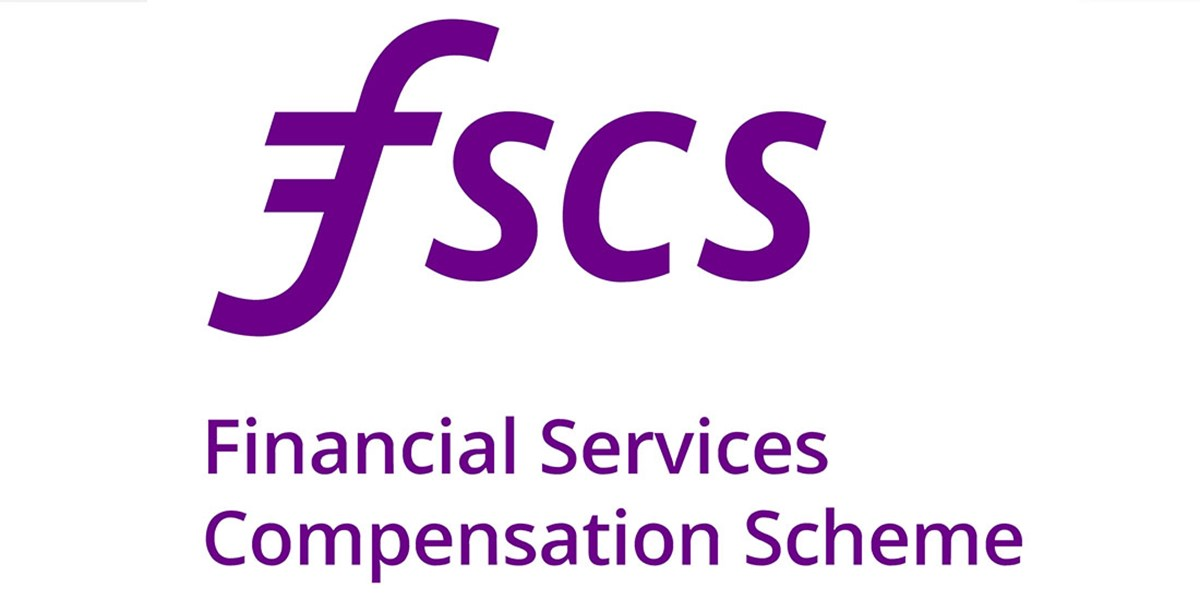 fscs
Financial Services
Compensation Scheme